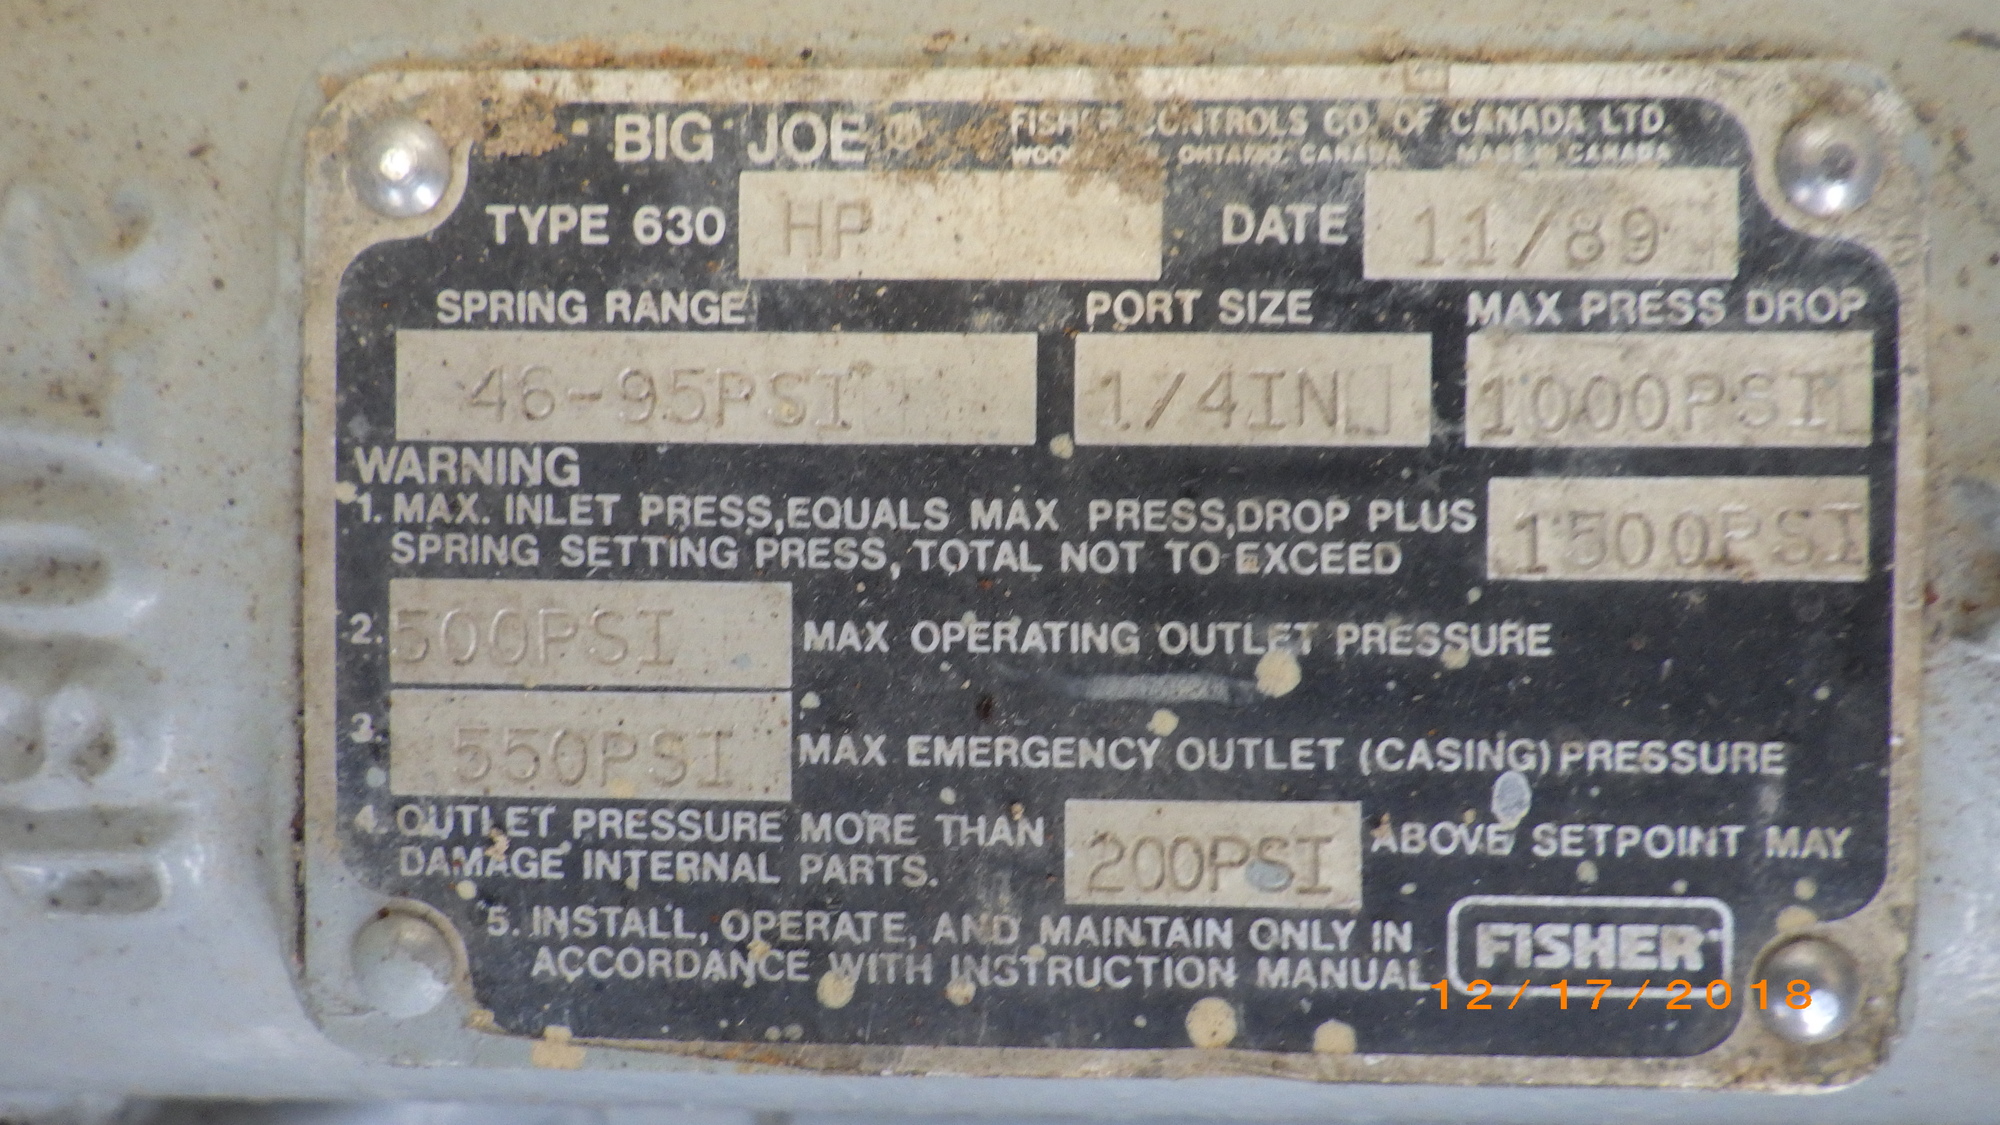 BIG JOE
FISHER CONTROLS CO. OF CANADA LTD.
ONTARIO, CANADA MADE IN CANADA
TYPE 630 HP DATE 11/89
SPRING RANGE PORT SIZE MAX PRESS DROP
46-95PSI 1/4IN 1000PSI
WARNING
1. MAX. INLET PRESS, EQUALS MAX PRESS, DROP PLUS
SPRING SETTING PRESS, TOTAL NOT TO EXCEED 1500PSI
2. 500PSI MAX OPERATING OUTLET PRESSURE
3. 550PSI MAX EMERGENCY OUTLET (CASING) PRESSURE
4. OUTLET PRESSURE MORE THAN 200PSI ABOVE SETPOINT MAY
DAMAGE INTERNAL PARTS.
5. INSTALL, OPERATE, AND MAINTAIN ONLY IN
ACCORDANCE WITH INSTRUCTION MANUAL.
FISHER
12/17/2018